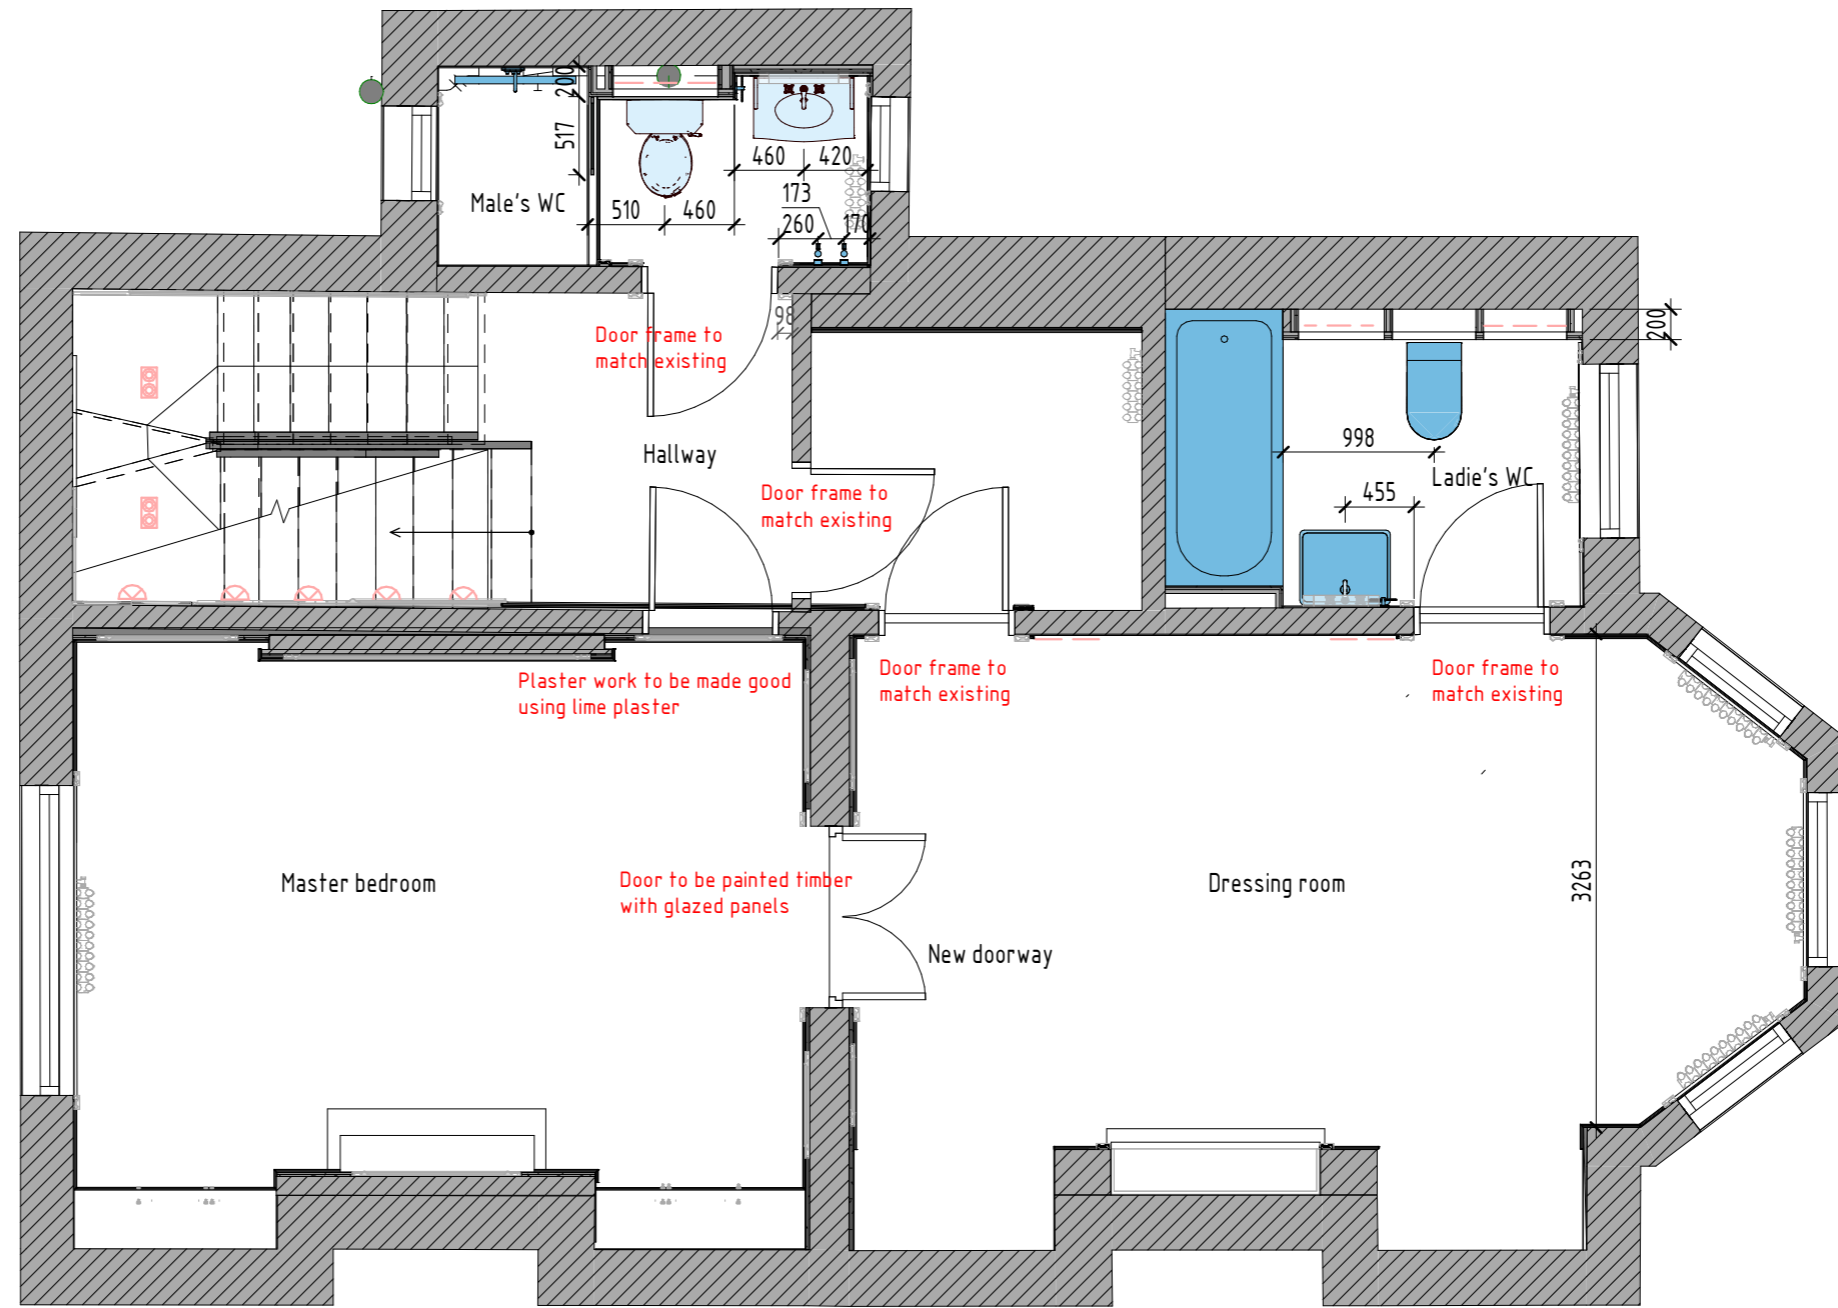 200
517
460 420
173
Male's WC
510 460
260 170
98
200
Door frame to
match existing
998
Hallway
Ladie's WC
455
Door frame to
match existing
Plaster work to be made good
using lime plaster
Door frame to
match existing
Door frame to
match existing
Master bedroom
Door to be painted timber
with glazed panels
Dressing room
3263
New doorway